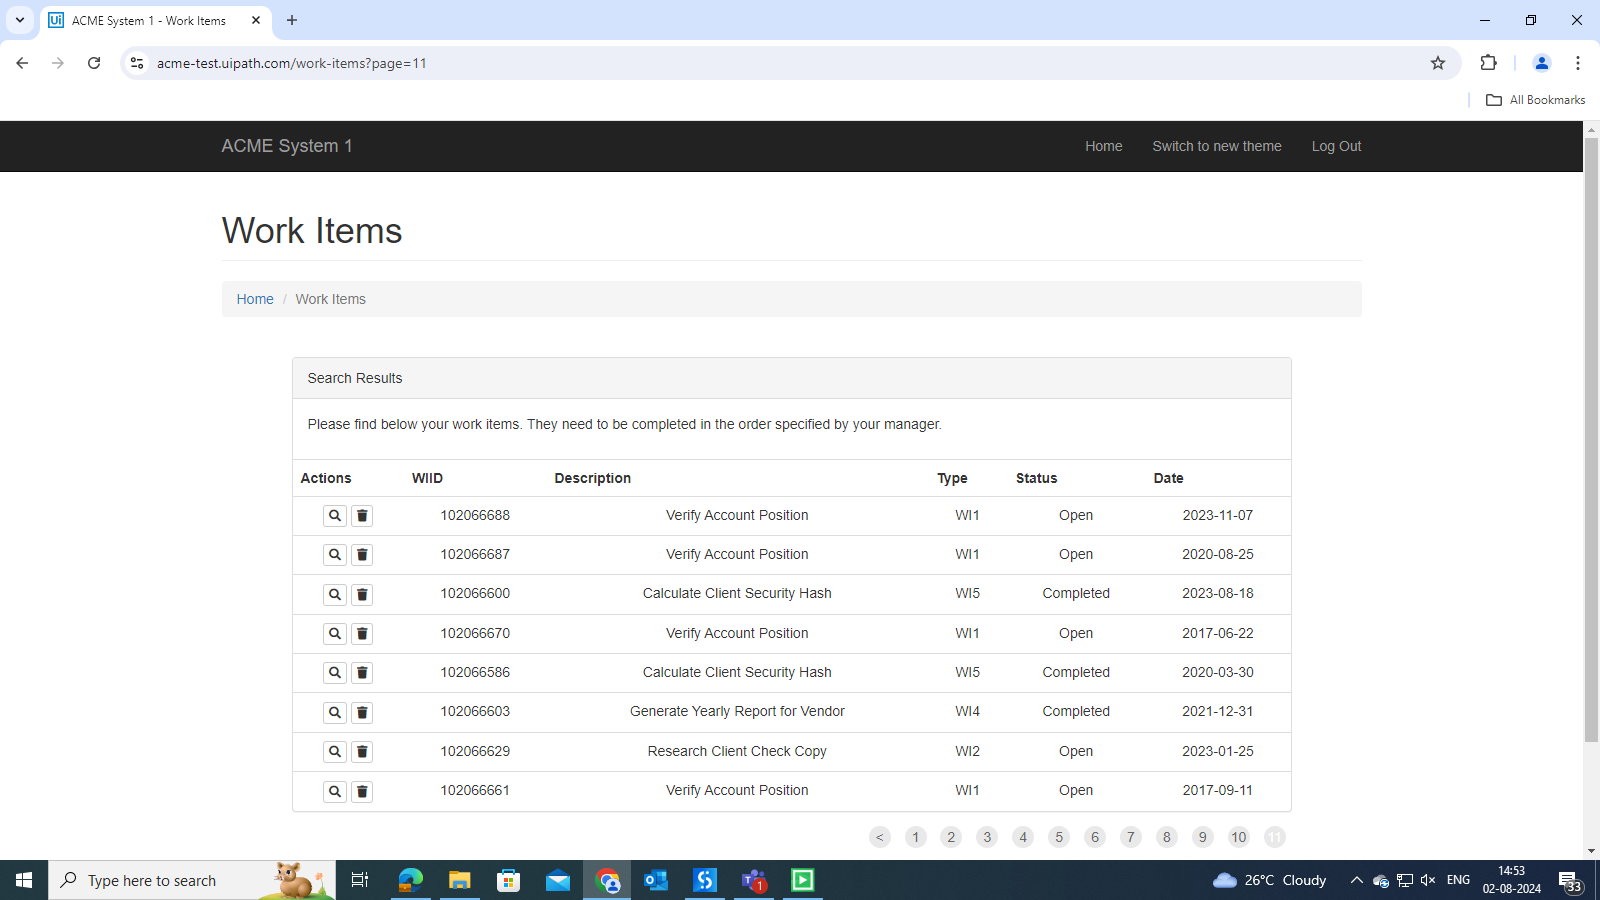 ACME System 1 - Work Items
acme-test.uipath.com/work-items?page=11
All Bookmarks
ACME System 1
Home
Switch to new theme
Log Out
Work Items
Home / Work Items
Search Results
Please find below your work items. They need to be completed in the order specified by your manager.
Actions WIID Description Type Status Date
102066688 Verify Account Position WI1 Open 2023-11-07
102066687 Verify Account Position WI1 Open 2020-08-25
102066600 Calculate Client Security Hash WI5 Completed 2023-08-18
102066670 Verify Account Position WI1 Open 2017-06-22
102066586 Calculate Client Security Hash WI5 Completed 2020-03-30
102066603 Generate Yearly Report for Vendor WI4 Completed 2021-12-31
102066629 Research Client Check Copy WI2 Open 2023-01-25
102066661 Verify Account Position WI1 Open 2017-09-11
< 1 2 3 4 5 6 7 8 9 10 11
Type here to search
1
26°C Cloudy
ENG
14:53
02-08-2024
33